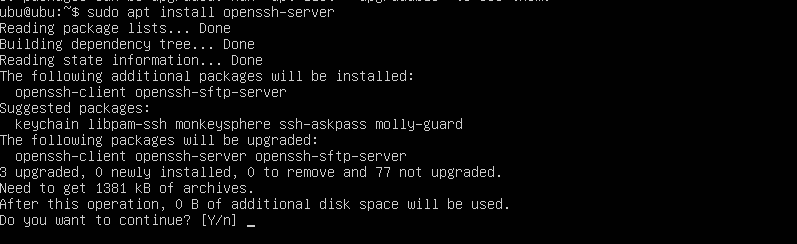 ubu@ubu:~$ sudo apt install openssh-server
Reading package lists... Done
Building dependency tree... Done
Reading state information... Done
The following additional packages will be installed:
  openssh-client openssh-sftp-server
Suggested packages:
  keychain libpam-ssh monkeysphere ssh-askpass molly-guard
The following packages will be upgraded:
  openssh-client openssh-server openssh-sftp-server
3 upgraded, 0 newly installed, 0 to remove and 77 not upgraded.
Need to get 1381 kB of archives.
After this operation, 0 B of additional disk space will be used.
Do you want to continue? [Y/n] _